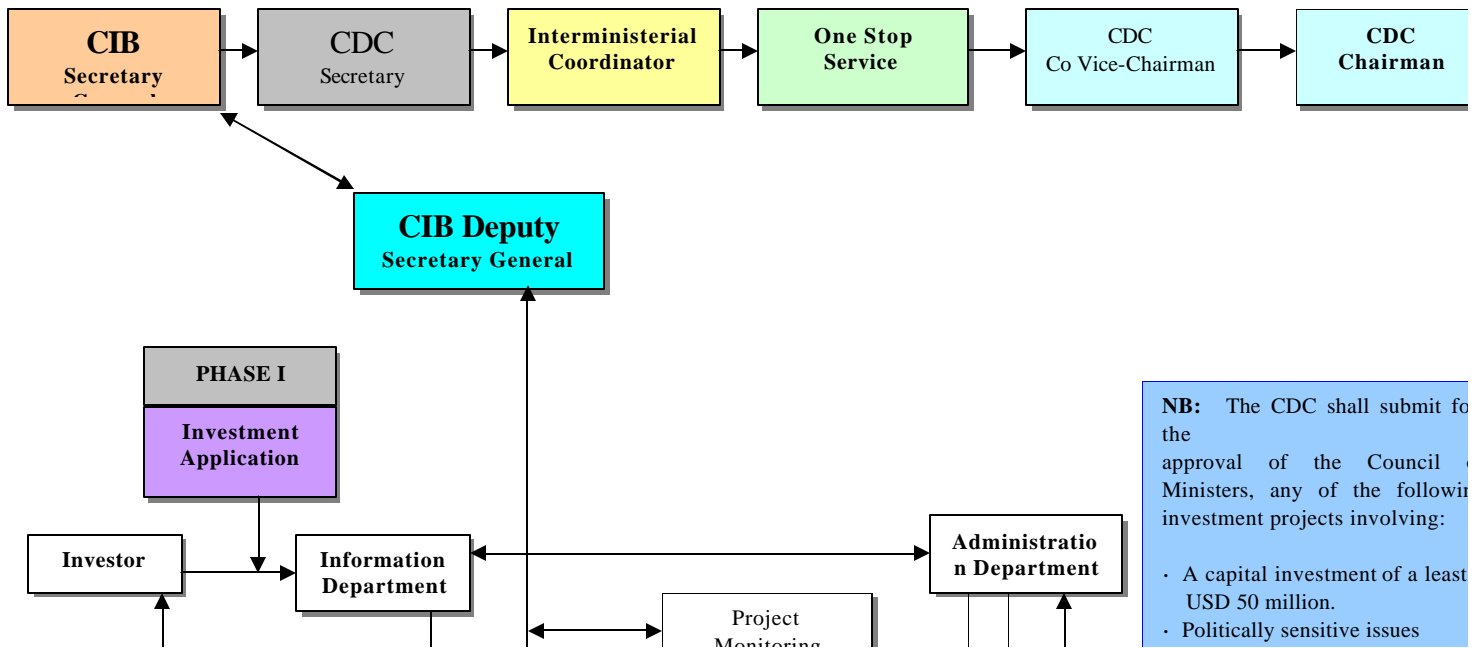 CIB
Secretary
CDC
Secretary
Interministerial
Coordinator
One Stop
Service
CDC
Co Vice-Chairman
CDC
Chairman
CIB Deputy
Secretary General
PHASE I
Investment
Application
Investor
Information
Department
Administratio
n Department
Project
Monitoring
NB: The CDC shall submit fo
the
approval of the Council
Ministers, any of the followin
investment projects involving:
· A capital investment of a least
USD 50 million.
· Politically sensitive issues